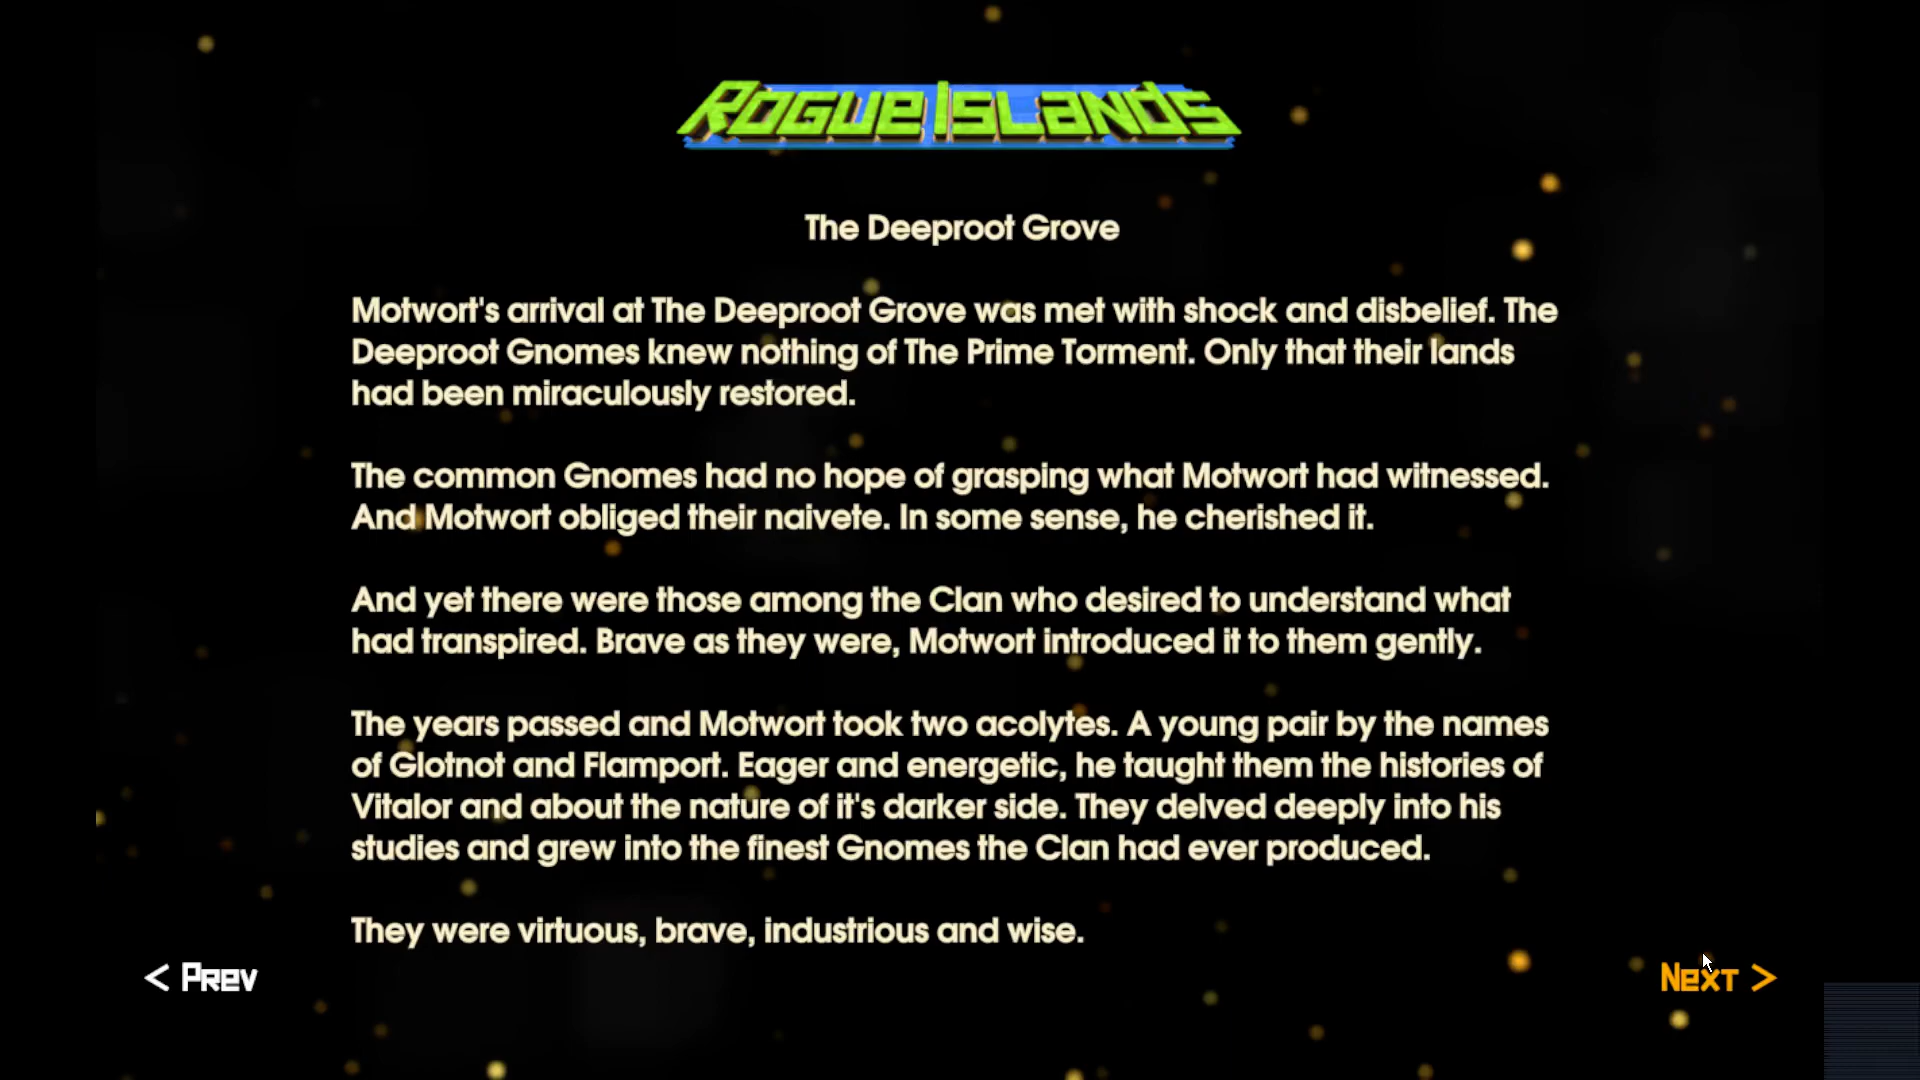 Rogue Islands
The Deeproot Grove
Motwort's arrival at The Deeproot Grove was met with shock and disbelief. The
Deeproot Gnomes knew nothing of The Prime Torment. Only that their lands
had been miraculously restored.
The common Gnomes had no hope of grasping what Motwort had witnessed.
And Motwort obliged their naivete. In some sense, he cherished it.
And yet there were those among the Clan who desired to understand what
had transpired. Brave as they were, Motwort introduced it to them gently.
The years passed and Motwort took two acolytes. A young pair by the names
of Glotnot and Flamport. Eager and energetic, he taught them the histories of
Vitalor and about the nature of it's darker side. They delved deeply into his
studies and grew into the finest Gnomes the Clan had ever produced.
They were virtuous, brave, industrious and wise.
< Prev
Next >